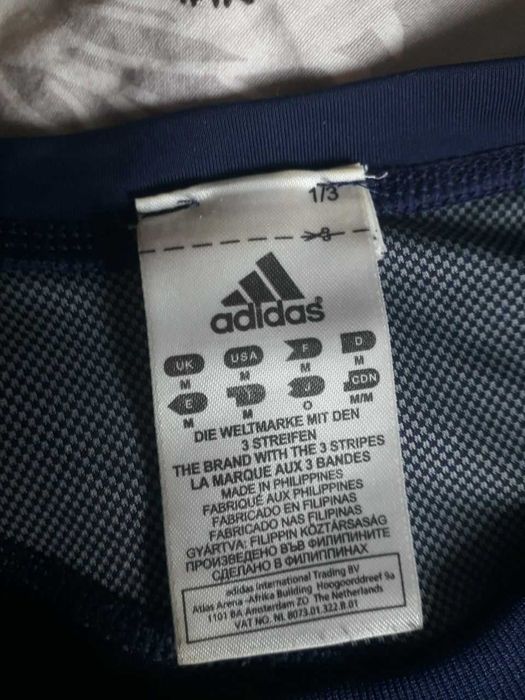 1/3
3
adidas
UK USA F D
M M M M
E I J CDN
M M O M/M
DIE WELTMARKE MIT DEN
3 STREIFEN
THE BRAND WITH THE 3 STRIPES
LA MARQUE AUX 3 BANDES
MADE IN PHILIPPINES
FABRIQUÉ AUX PHILIPPINES
FABRICADO EN FILIPINAS
FABRICADO NAS FILIPINAS
GYÁRTVA: FILIPPIN KÖZTÁRSASÁG
ПРОИЗВЕДЕНО ВЪВ ФИЛИПИНИТЕ
СДЕЛАНО В ФИЛИППИНАХ
adidas International Trading BV
Atlas Arena -Afrika Building Hoogoorddreef 9a
1101 BA Amsterdam ZO The Netherlands
VAT NO. NL 8073.01.322.B.01